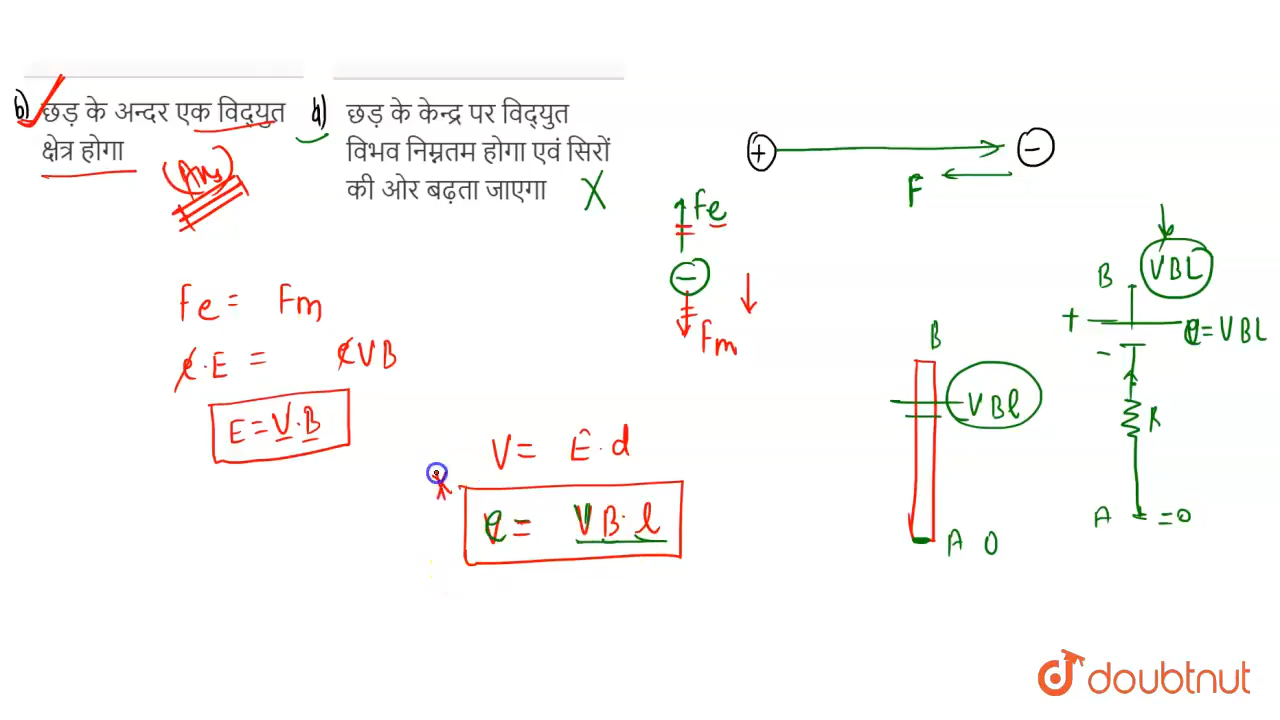 b) छड़ के अन्दर एक विद्युत
क्षेत्र होगा
(Ans)
d) छड़ के केन्द्र पर विद्युत
विभव निम्नतम होगा एवं सिरों
की ओर बढ़ता जाएगा X
+ −
F
Fe
−
Fm
Fe = Fm
e.E = eVB
E = V.B
V = E.d
e = VB.l
B
VBl
A 0
B VBL
+ e = VBL
−
R
A = 0
doubtnut